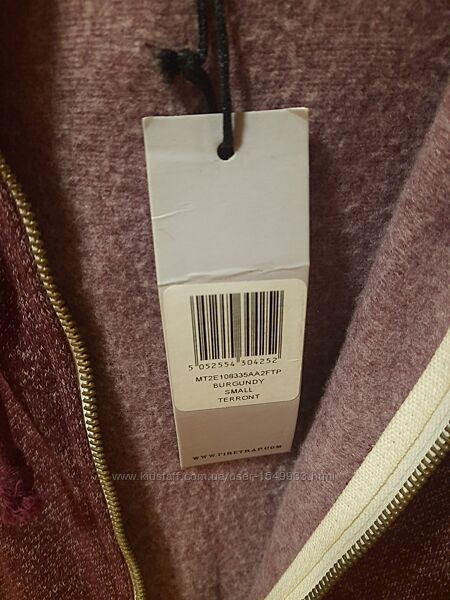 5 052554 304252
MT2E108335AA2FTP
BURGUNDY
SMALL
TERRONT
WWW.FIRETRAP.COM
www.kidstaff.com.ua/user-1549933.html